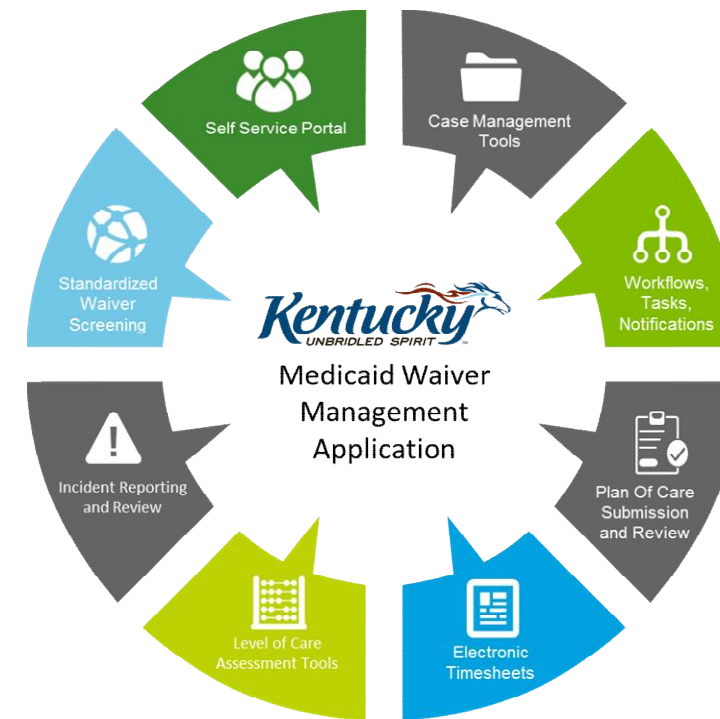 Self Service Portal
Case Management
Tools
Workflows,
Tasks,
Notifications
Plan Of Care
Submission
and Review
Electronic
Timesheets
Level of Care
Assessment Tools
Incident Reporting
and Review
Standardized
Waiver
Screening
Kentucky
UNBRIDLED SPIRIT™
Medicaid Waiver
Management
Application